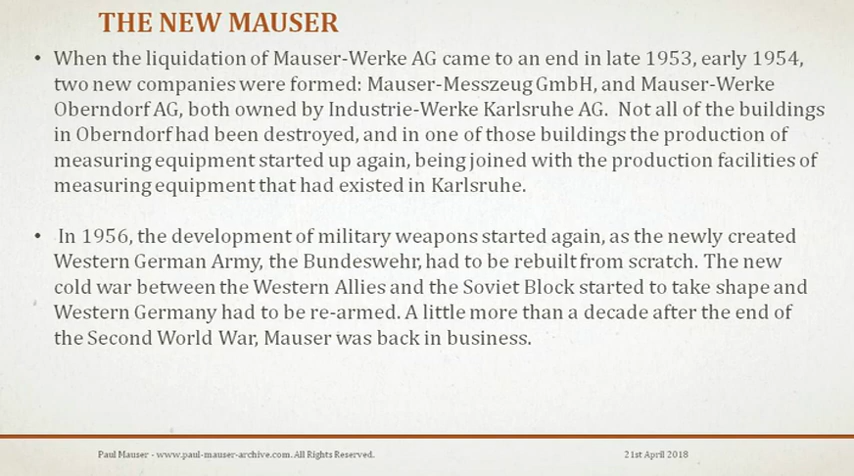 THE NEW MAUSER
• When the liquidation of Mauser-Werke AG came to an end in late 1953, early 1954,
two new companies were formed: Mauser-Messzeug GmbH, and Mauser-Werke
Oberndorf AG, both owned by Industrie-Werke Karlsruhe AG. Not all of the buildings
in Oberndorf had been destroyed, and in one of those buildings the production of
measuring equipment started up again, being joined with the production facilities of
measuring equipment that had existed in Karlsruhe.
• In 1956, the development of military weapons started again, as the newly created
Western German Army, the Bundeswehr, had to be rebuilt from scratch. The new
cold war between the Western Allies and the Soviet Block started to take shape and
Western Germany had to be re-armed. A little more than a decade after the end of
the Second World War, Mauser was back in business.
Paul Mauser - www.paul-mauser-archive.com. All Rights Reserved.
21st April 2018